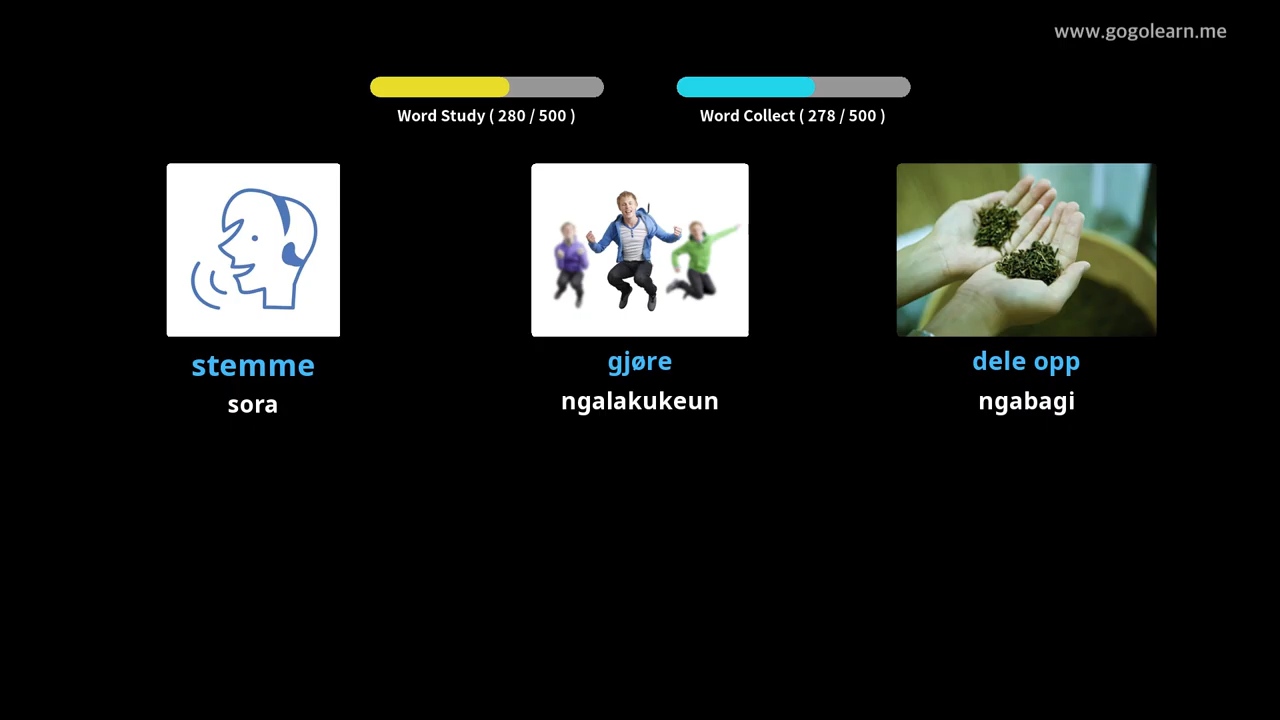 www.gogolearn.me
Word Study ( 280 / 500 )
Word Collect ( 278 / 500 )
stemme
sora
gjøre
ngalakukeun
dele opp
ngabagi